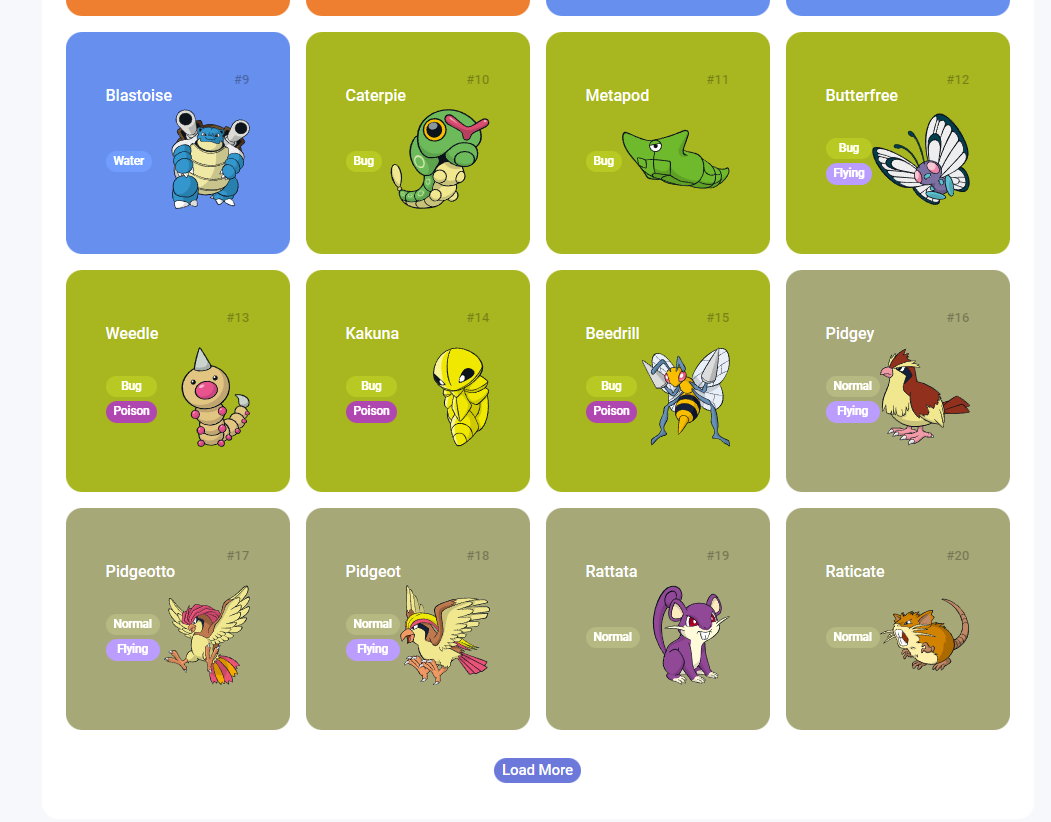 #9
Blastoise
Water
#10
Caterpie
Bug
#11
Metapod
Bug
#12
Butterfree
Bug
Flying
#13
Weedle
Bug
Poison
#14
Kakuna
Bug
Poison
#15
Beedrill
Bug
Poison
#16
Pidgey
Normal
Flying
#17
Pidgeotto
Normal
Flying
#18
Pidgeot
Normal
Flying
#19
Rattata
Normal
#20
Raticate
Normal
Load More